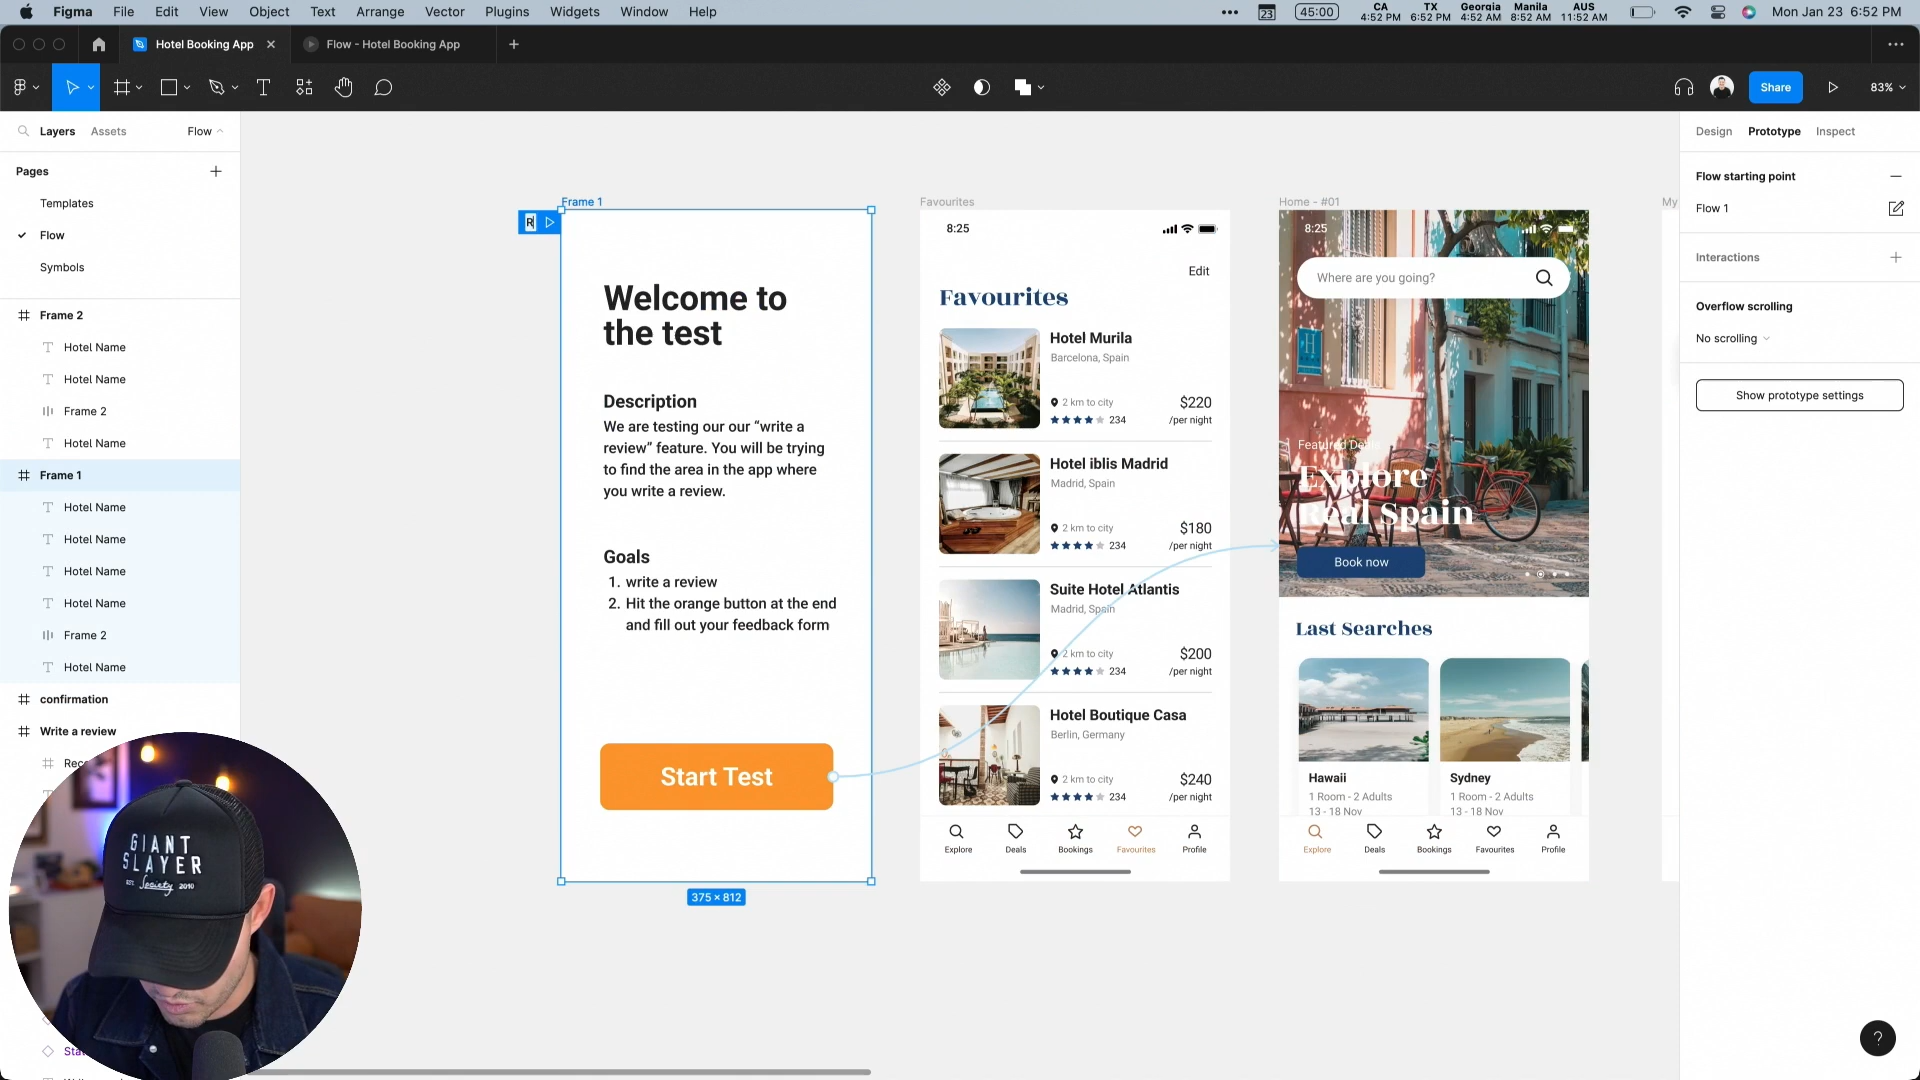 Figma File Edit View Object Text Arrange Vector Plugins Widgets Window Help
23
45:00
CA
4:52 PM
TX
6:52 PM
Georgia
4:52 AM
Manila
8:52 AM
AUS
11:52 AM
Mon Jan 23 6:52 PM
Hotel Booking App
Flow - Hotel Booking App
Share
83%
Layers
Assets
Flow
Pages
Templates
Flow
Symbols
Frame 2
Hotel Name
Hotel Name
Frame 2
Hotel Name
Frame 1
Hotel Name
Hotel Name
Hotel Name
Hotel Name
Frame 2
Hotel Name
confirmation
Write a review
GIANT
SLAYER
EST. Society 2010
Frame 1
R
Welcome to
the test
Description
We are testing our our “write a
review” feature. You will be trying
to find the area in the app where
you write a review.
Goals
1. write a review
2. Hit the orange button at the end
and fill out your feedback form
Start Test
375 × 812
Favourites
8:25
Edit
Favourites
Hotel Murila
Barcelona, Spain
2 km to city
$220
234
/per night
Hotel iblis Madrid
Madrid, Spain
2 km to city
$180
234
/per night
Suite Hotel Atlantis
Madrid, Spain
2 km to city
$200
234
/per night
Hotel Boutique Casa
Berlin, Germany
2 km to city
$240
234
/per night
Explore
Deals
Bookings
Favourites
Profile
Home - #01
8:25
Where are you going?
H
Featured Deals
Explore
Real Spain
Book now
Last Searches
Hawaii
1 Room - 2 Adults
13 - 18 Nov
Sydney
1 Room - 2 Adults
13 - 18 Nov
Explore
Deals
Bookings
Favourites
Profile
My
Design
Prototype
Inspect
Flow starting point
Flow 1
Interactions
Overflow scrolling
No scrolling
Show prototype settings
?